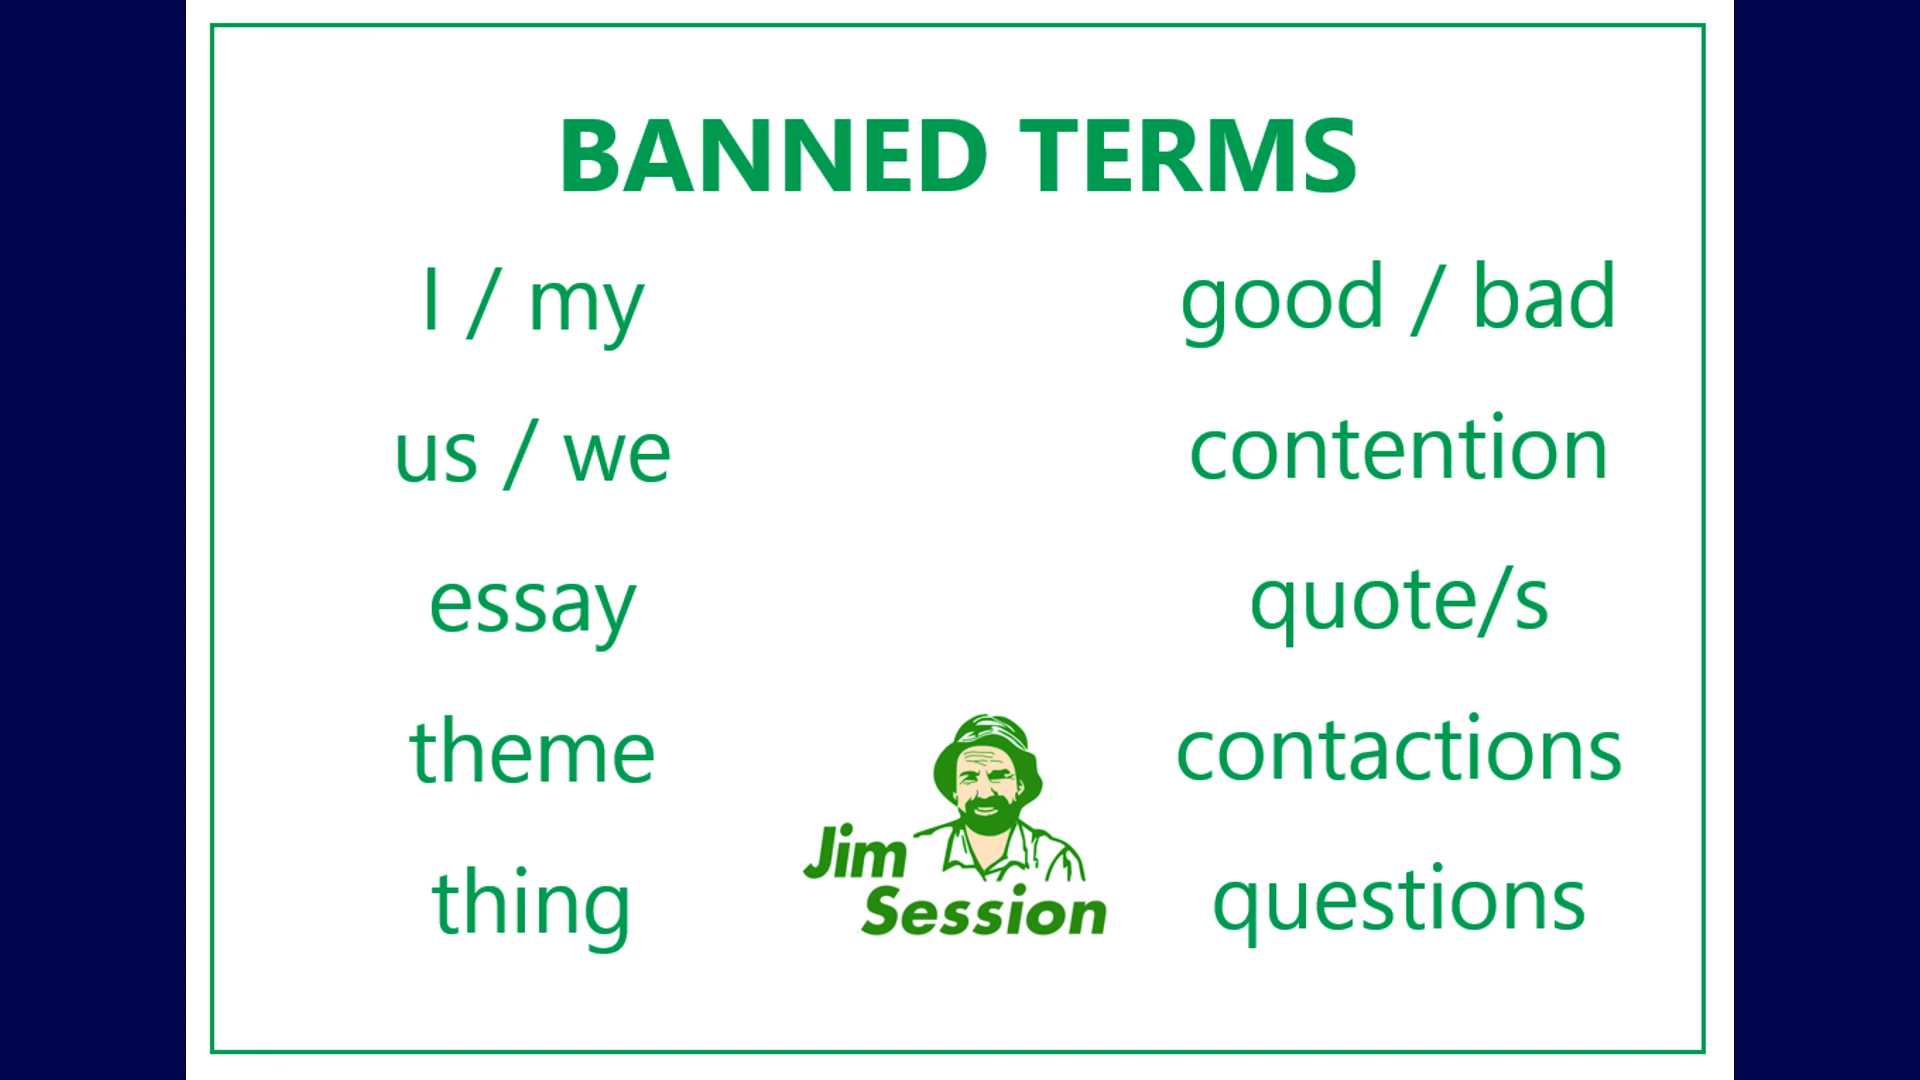 BANNED TERMS
I / my
us / we
essay
theme
thing
good / bad
contention
quote/s
contactions
questions
Jim
Session